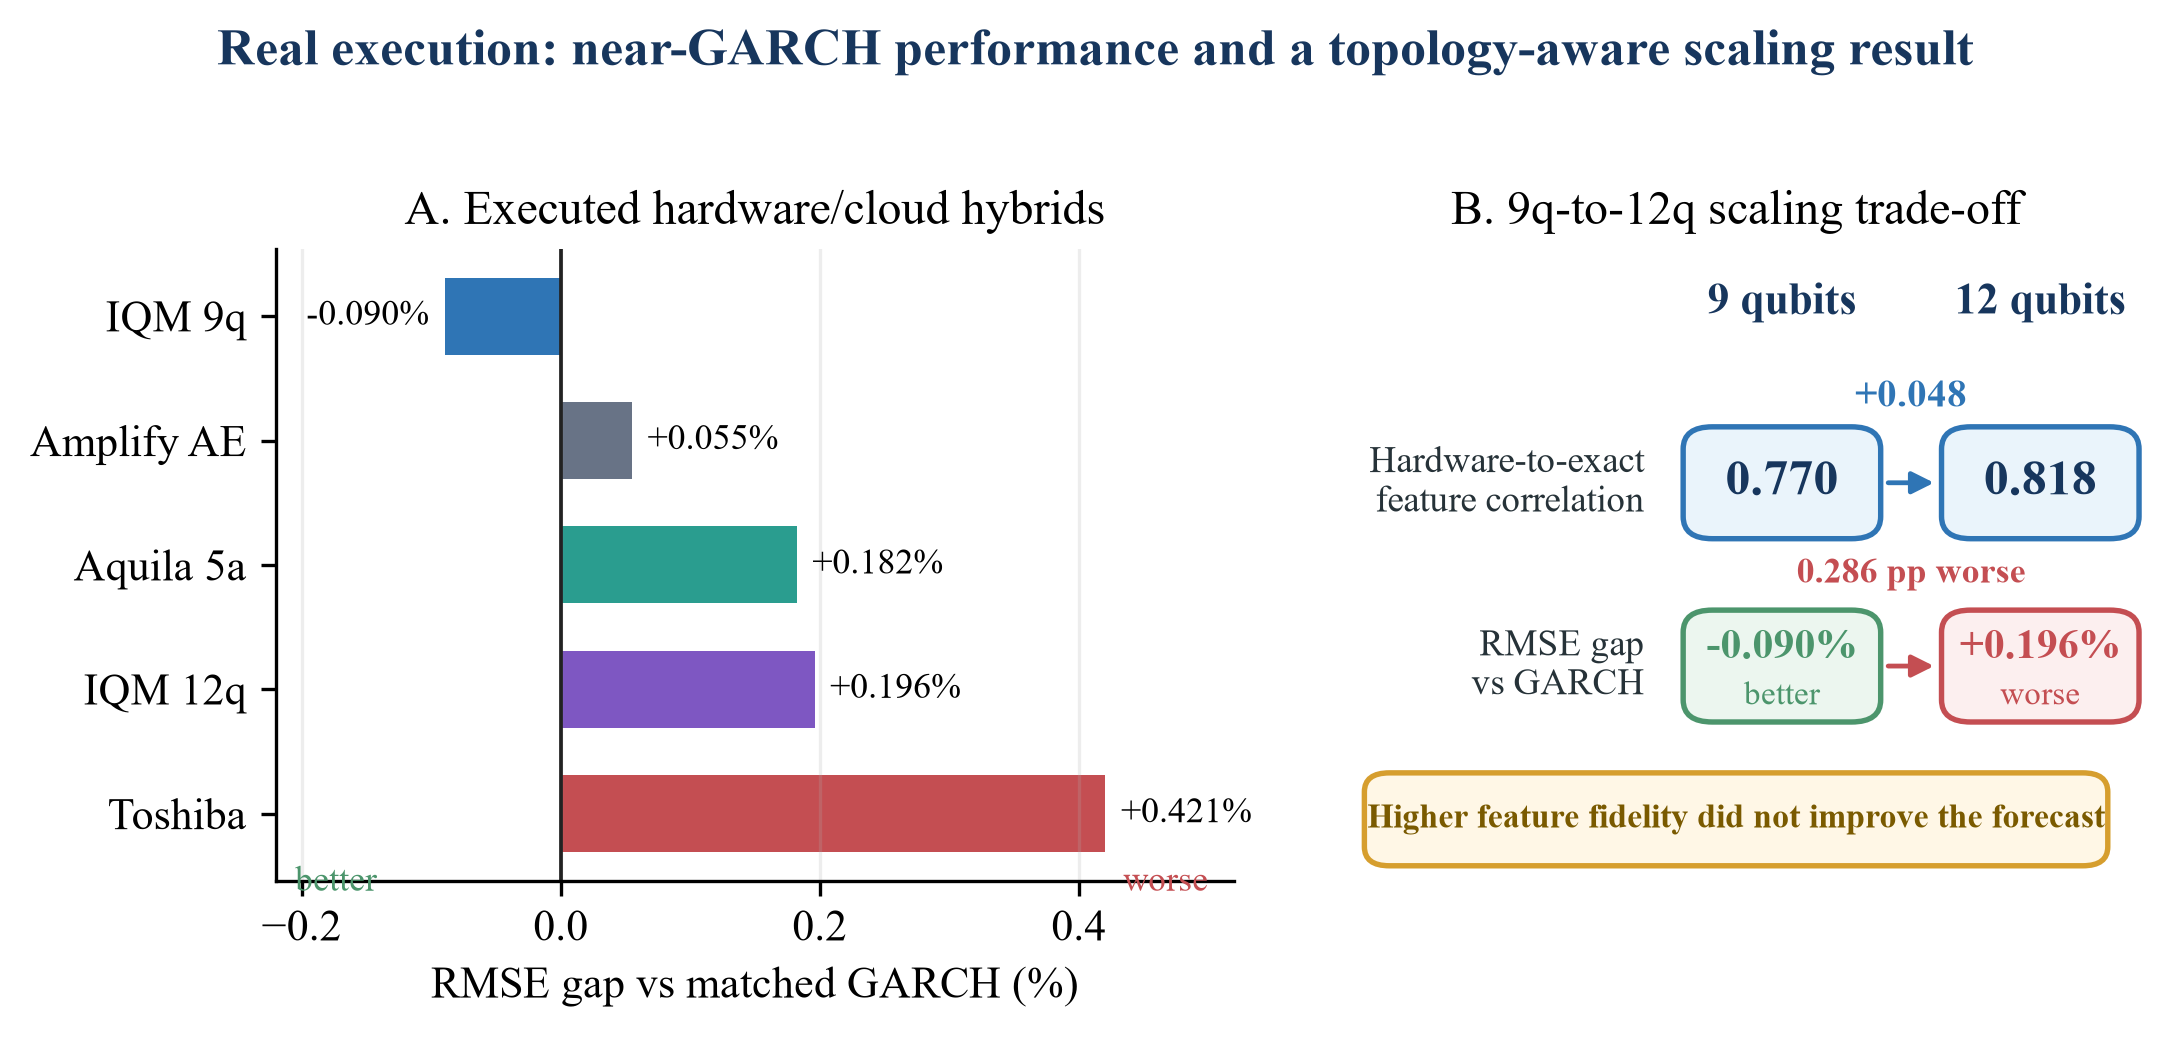 Real execution: near-GARCH performance and a topology-aware scaling result
A. Executed hardware/cloud hybrids
IQM 9q
-0.090%
Amplify AE
+0.055%
Aquila 5a
+0.182%
IQM 12q
+0.196%
Toshiba
+0.421%
better
worse
−0.2
0.0
0.2
0.4
RMSE gap vs matched GARCH (%)
B. 9q-to-12q scaling trade-off
9 qubits
12 qubits
+0.048
Hardware-to-exact
feature correlation
0.770
0.818
0.286 pp worse
RMSE gap
vs GARCH
-0.090%
better
+0.196%
worse
Higher feature fidelity did not improve the forecast